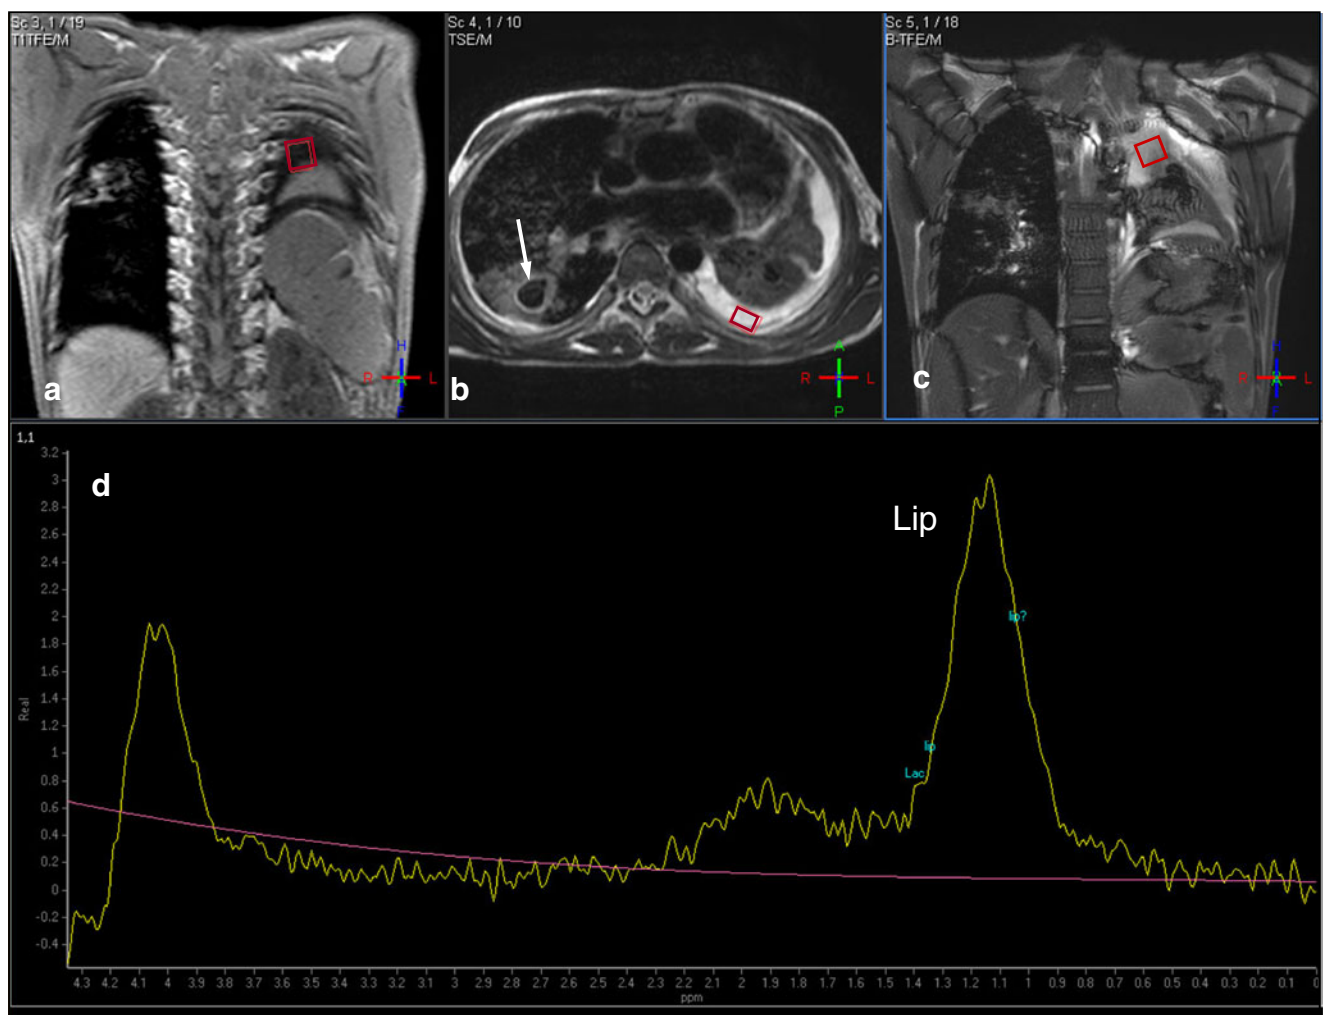 Sc 3, 1 / 19
T1TFE/M
H
R A L
F
a
Sc 4, 1 / 10
TSE/M
A
R L
P
b
Sc 5, 1 / 18
B-TFE/M
H
R A L
F
c
1,1
d
Lip
lip?
lip
Lac
3.2
3
2.8
2.6
2.4
2.2
2
1.8
1.6
1.4
1.2
1
0.8
0.6
0.4
0.2
0
-0.2
-0.4
Real
4.3 4.2 4.1 4 3.9 3.8 3.7 3.6 3.5 3.4 3.3 3.2 3.1 3 2.9 2.8 2.7 2.6 2.5 2.4 2.3 2.2 2.1 2 1.9 1.8 1.7 1.6 1.5 1.4 1.3 1.2 1.1 1 0.9 0.8 0.7 0.6 0.5 0.4 0.3 0.2 0.1 0
ppm